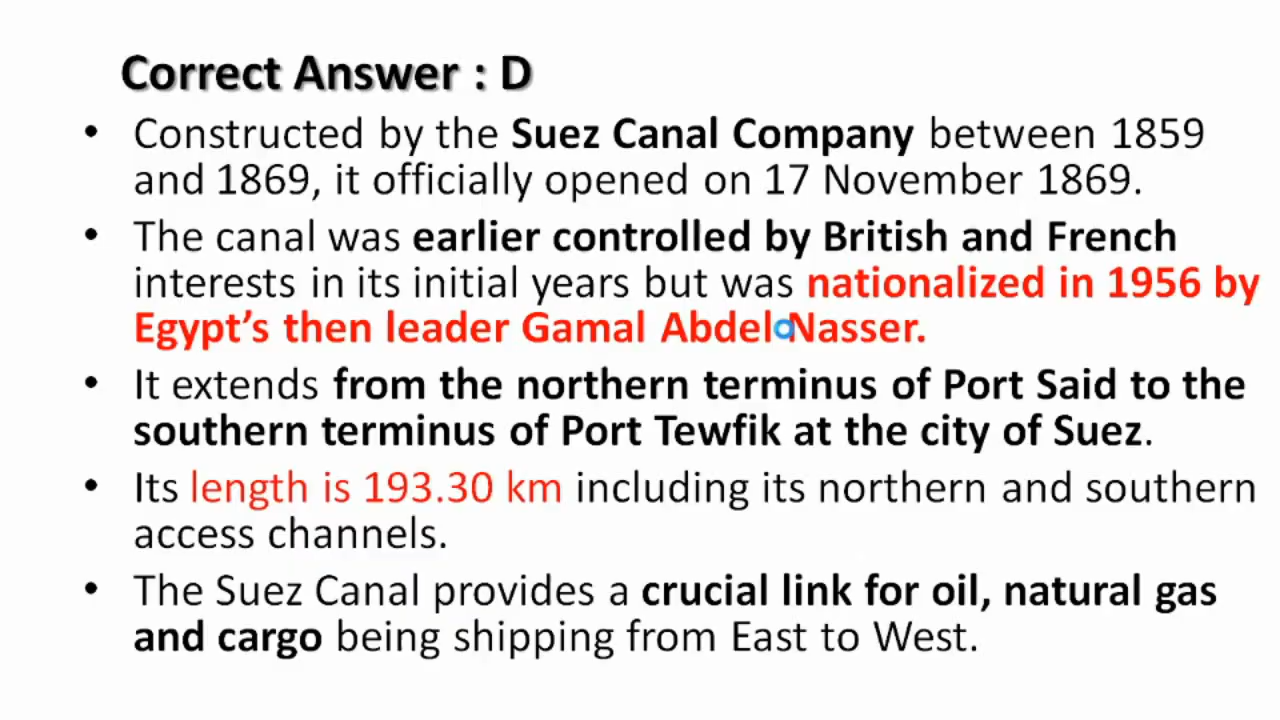 Correct Answer : D
• Constructed by the Suez Canal Company between 1859
and 1869, it officially opened on 17 November 1869.
• The canal was earlier controlled by British and French
interests in its initial years but was nationalized in 1956 by
Egypt's then leader Gamal Abdel Nasser.
• It extends from the northern terminus of Port Said to the
southern terminus of Port Tewfik at the city of Suez.
• Its length is 193.30 km including its northern and southern
access channels.
• The Suez Canal provides a crucial link for oil, natural gas
and cargo being shipping from East to West.